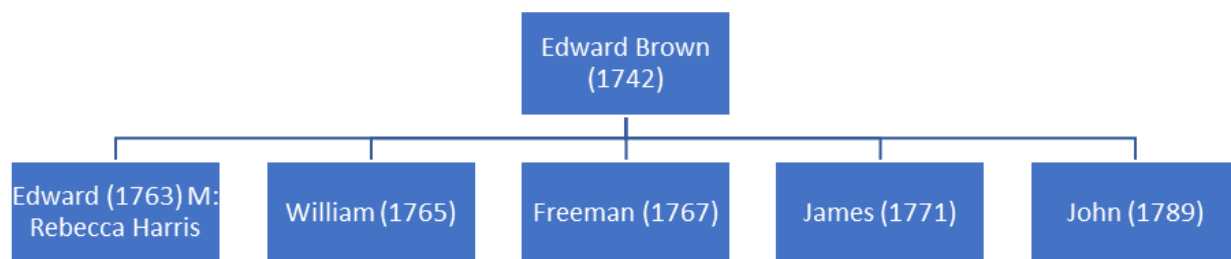 Edward Brown
(1742)
Edward (1763) M:
Rebecca Harris
William (1765)
Freeman (1767)
James (1771)
John (1789)